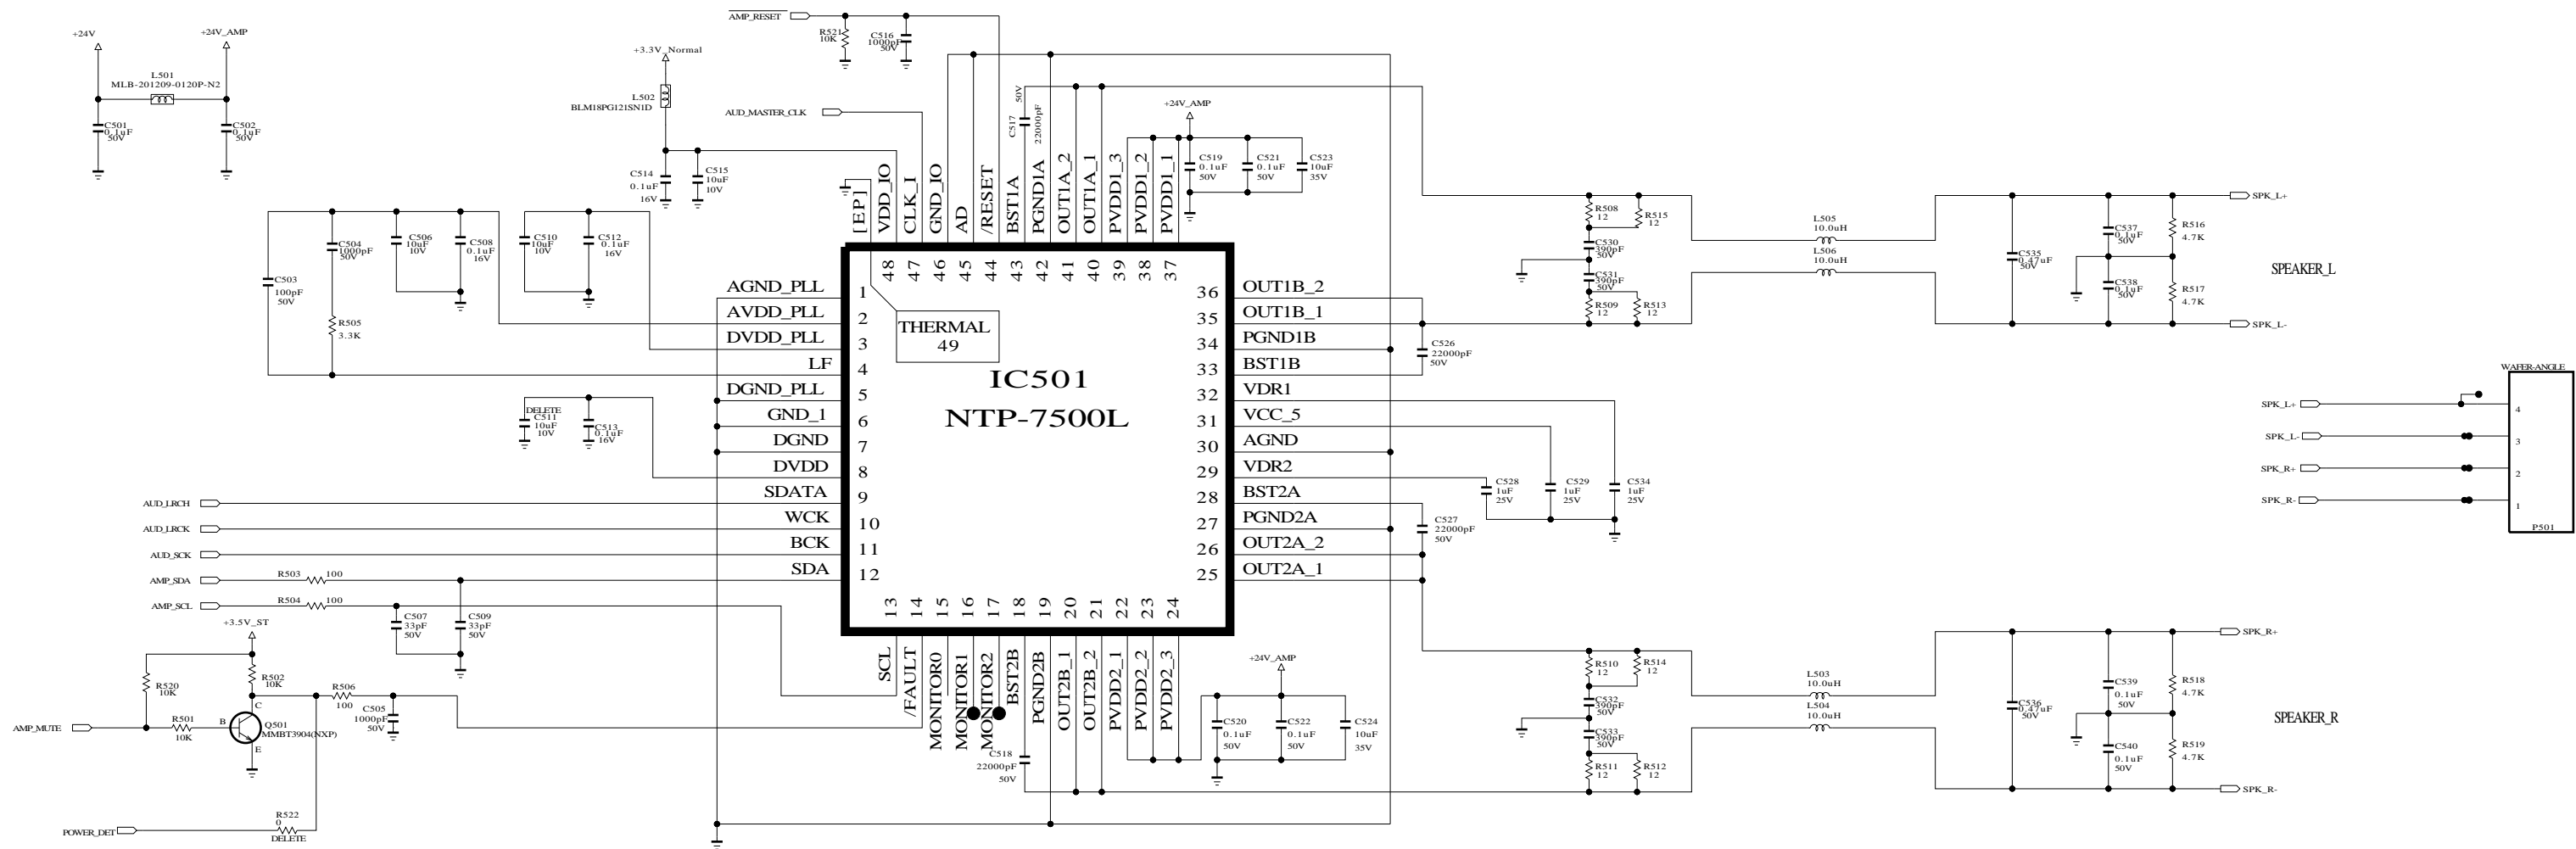 +24V
+24V_AMP
L501
MLB-201209-0120P-N2
C501
0.1uF
50V
C502
0.1uF
50V
AMP_RESET
R521
10K
C516
1000pF
50V
+3.3V_Normal
L502
BLM18PG121SN1D
AUD_MASTER_CLK
C514
0.1uF
16V
C515
10uF
10V
C517
22000pF
50V
+24V_AMP
C519
0.1uF
50V
C521
0.1uF
50V
C523
10uF
35V
[EP]
VDD_IO
CLK_I
GND_IO
AD
/RESET
BST1A
PGND1A
OUT1A_2
OUT1A_1
PVDD1_3
PVDD1_2
PVDD1_1
48
47
46
45
44
43
42
41
40
39
38
37
C503
100pF
50V
C504
1000pF
50V
R505
3.3K
C506
10uF
10V
C508
0.1uF
16V
C510
10uF
10V
C512
0.1uF
16V
DELETE
C511
10uF
10V
C513
0.1uF
16V
AGND_PLL 1
AVDD_PLL 2
DVDD_PLL 3
LF 4
DGND_PLL 5
GND_1 6
DGND 7
DVDD 8
SDATA 9
WCK 10
BCK 11
SDA 12
THERMAL
49
IC501
NTP-7500L
36 OUT1B_2
35 OUT1B_1
34 PGND1B
33 BST1B
32 VDR1
31 VCC_5
30 AGND
29 VDR2
28 BST2A
27 PGND2A
26 OUT2A_2
25 OUT2A_1
13
14
15
16
17
18
19
20
21
22
23
24
SCL
/FAULT
MONITOR0
MONITOR1
MONITOR2
BST2B
PGND2B
OUT2B_1
OUT2B_2
PVDD2_1
PVDD2_2
PVDD2_3
AUD_LRCH
AUD_LRCK
AUD_SCK
AMP_SDA
R503 100
AMP_SCL
R504 100
C507
33pF
50V
C509
33pF
50V
+3.5V_ST
R520
10K
R502
10K
R506
100
C505
1000pF
50V
AMP_MUTE
R501
10K
B
C
E
Q501
MMBT3904(NXP)
POWER_DET
R522
0
DELETE
C518
22000pF
50V
+24V_AMP
C520
0.1uF
50V
C522
0.1uF
50V
C524
10uF
35V
C526
22000pF
50V
C527
22000pF
50V
C528
1uF
25V
C529
1uF
25V
C534
1uF
25V
R508
12
R515
12
C530
390pF
50V
C531
390pF
50V
R509
12
R513
12
L505
10.0uH
L506
10.0uH
C535
0.47uF
50V
C537
0.1uF
50V
C538
0.1uF
50V
R516
4.7K
R517
4.7K
SPK_L+
SPK_L-
SPEAKER_L
R510
12
R514
12
C532
390pF
50V
C533
390pF
50V
R511
12
R512
12
L503
10.0uH
L504
10.0uH
C536
0.47uF
50V
C539
0.1uF
50V
C540
0.1uF
50V
R518
4.7K
R519
4.7K
SPK_R+
SPK_R-
SPEAKER_R
WAFER-ANGLE
SPK_L+ 4
SPK_L- 3
SPK_R+ 2
SPK_R- 1
P501